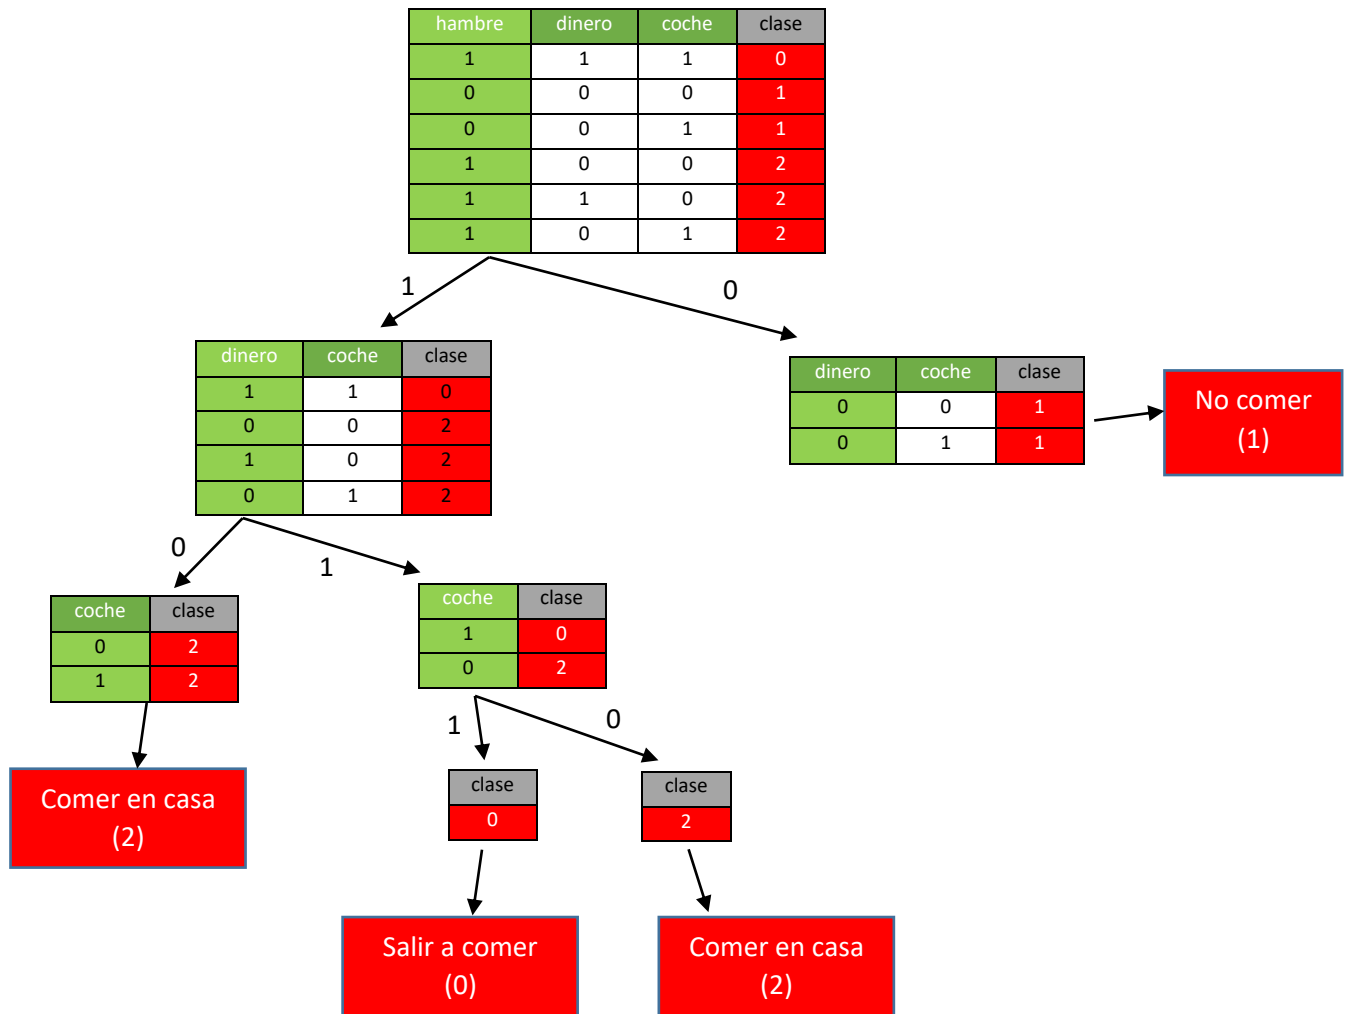 hambre dinero coche clase
1 1 1 0
0 0 0 1
0 0 1 1
1 0 0 2
1 1 0 2
1 0 1 2
1 0
dinero coche clase
1 1 0
0 0 2
1 0 2
0 1 2
dinero coche clase
0 0 1
0 1 1
No comer
(1)
0 1
coche clase
0 2
1 2
coche clase
1 0
0 2
1 0
Comer en casa
(2)
clase
0
clase
2
Salir a comer
(0)
Comer en casa
(2)